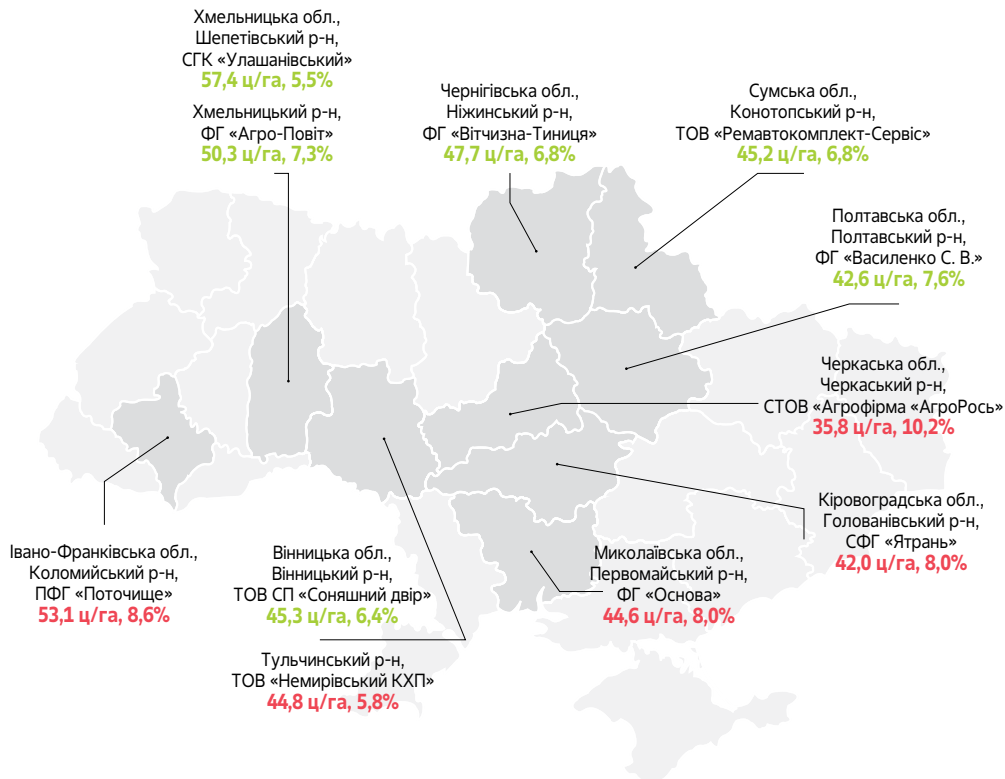 Хмельницька обл.,
Шепетівський р-н,
СГК «Улашанівський»
57,4 ц/га, 5,5%
Хмельницький р-н,
ФГ «Агро-Повіт»
50,3 ц/га, 7,3%
Чернігівська обл.,
Ніжинський р-н,
ФГ «Вітчизна-Тиниця»
47,7 ц/га, 6,8%
Сумська обл.,
Конотопський р-н,
ТОВ «Ремавтокомплект-Сервіс»
45,2 ц/га, 6,8%
Полтавська обл.,
Полтавський р-н,
ФГ «Василенко С. В.»
42,6 ц/га, 7,6%
Черкаська обл.,
Черкаський р-н,
СТОВ «Агрофірма «АгроРось»
35,8 ц/га, 10,2%
Кіровоградська обл.,
Голованівський р-н,
СФГ «Ятрань»
42,0 ц/га, 8,0%
Івано-Франківська обл.,
Коломийський р-н,
ПФГ «Поточище»
53,1 ц/га, 8,6%
Вінницька обл.,
Вінницький р-н,
ТОВ СП «Соняшний двір»
45,3 ц/га, 6,4%
Тульчинський р-н,
ТОВ «Немирівський КХП»
44,8 ц/га, 5,8%
Миколаївська обл.,
Первомайський р-н,
ФГ «Основа»
44,6 ц/га, 8,0%